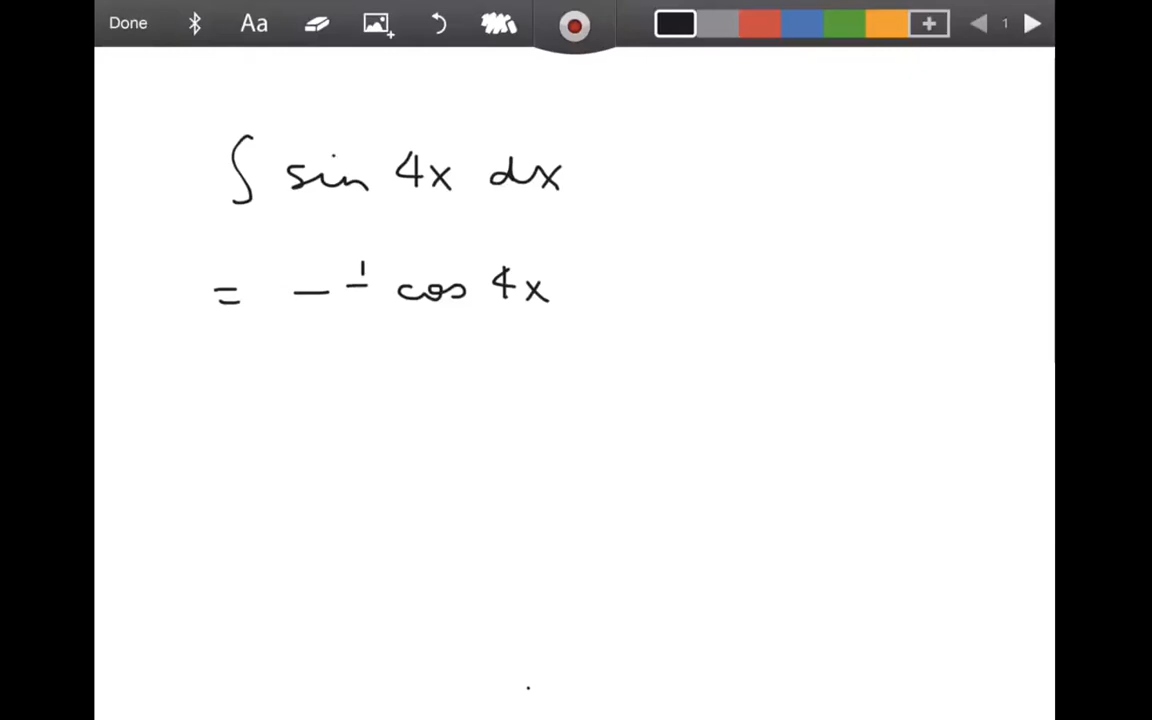 Done Aa 1
∫ sin 4x dx
= - 1/ cos 4x